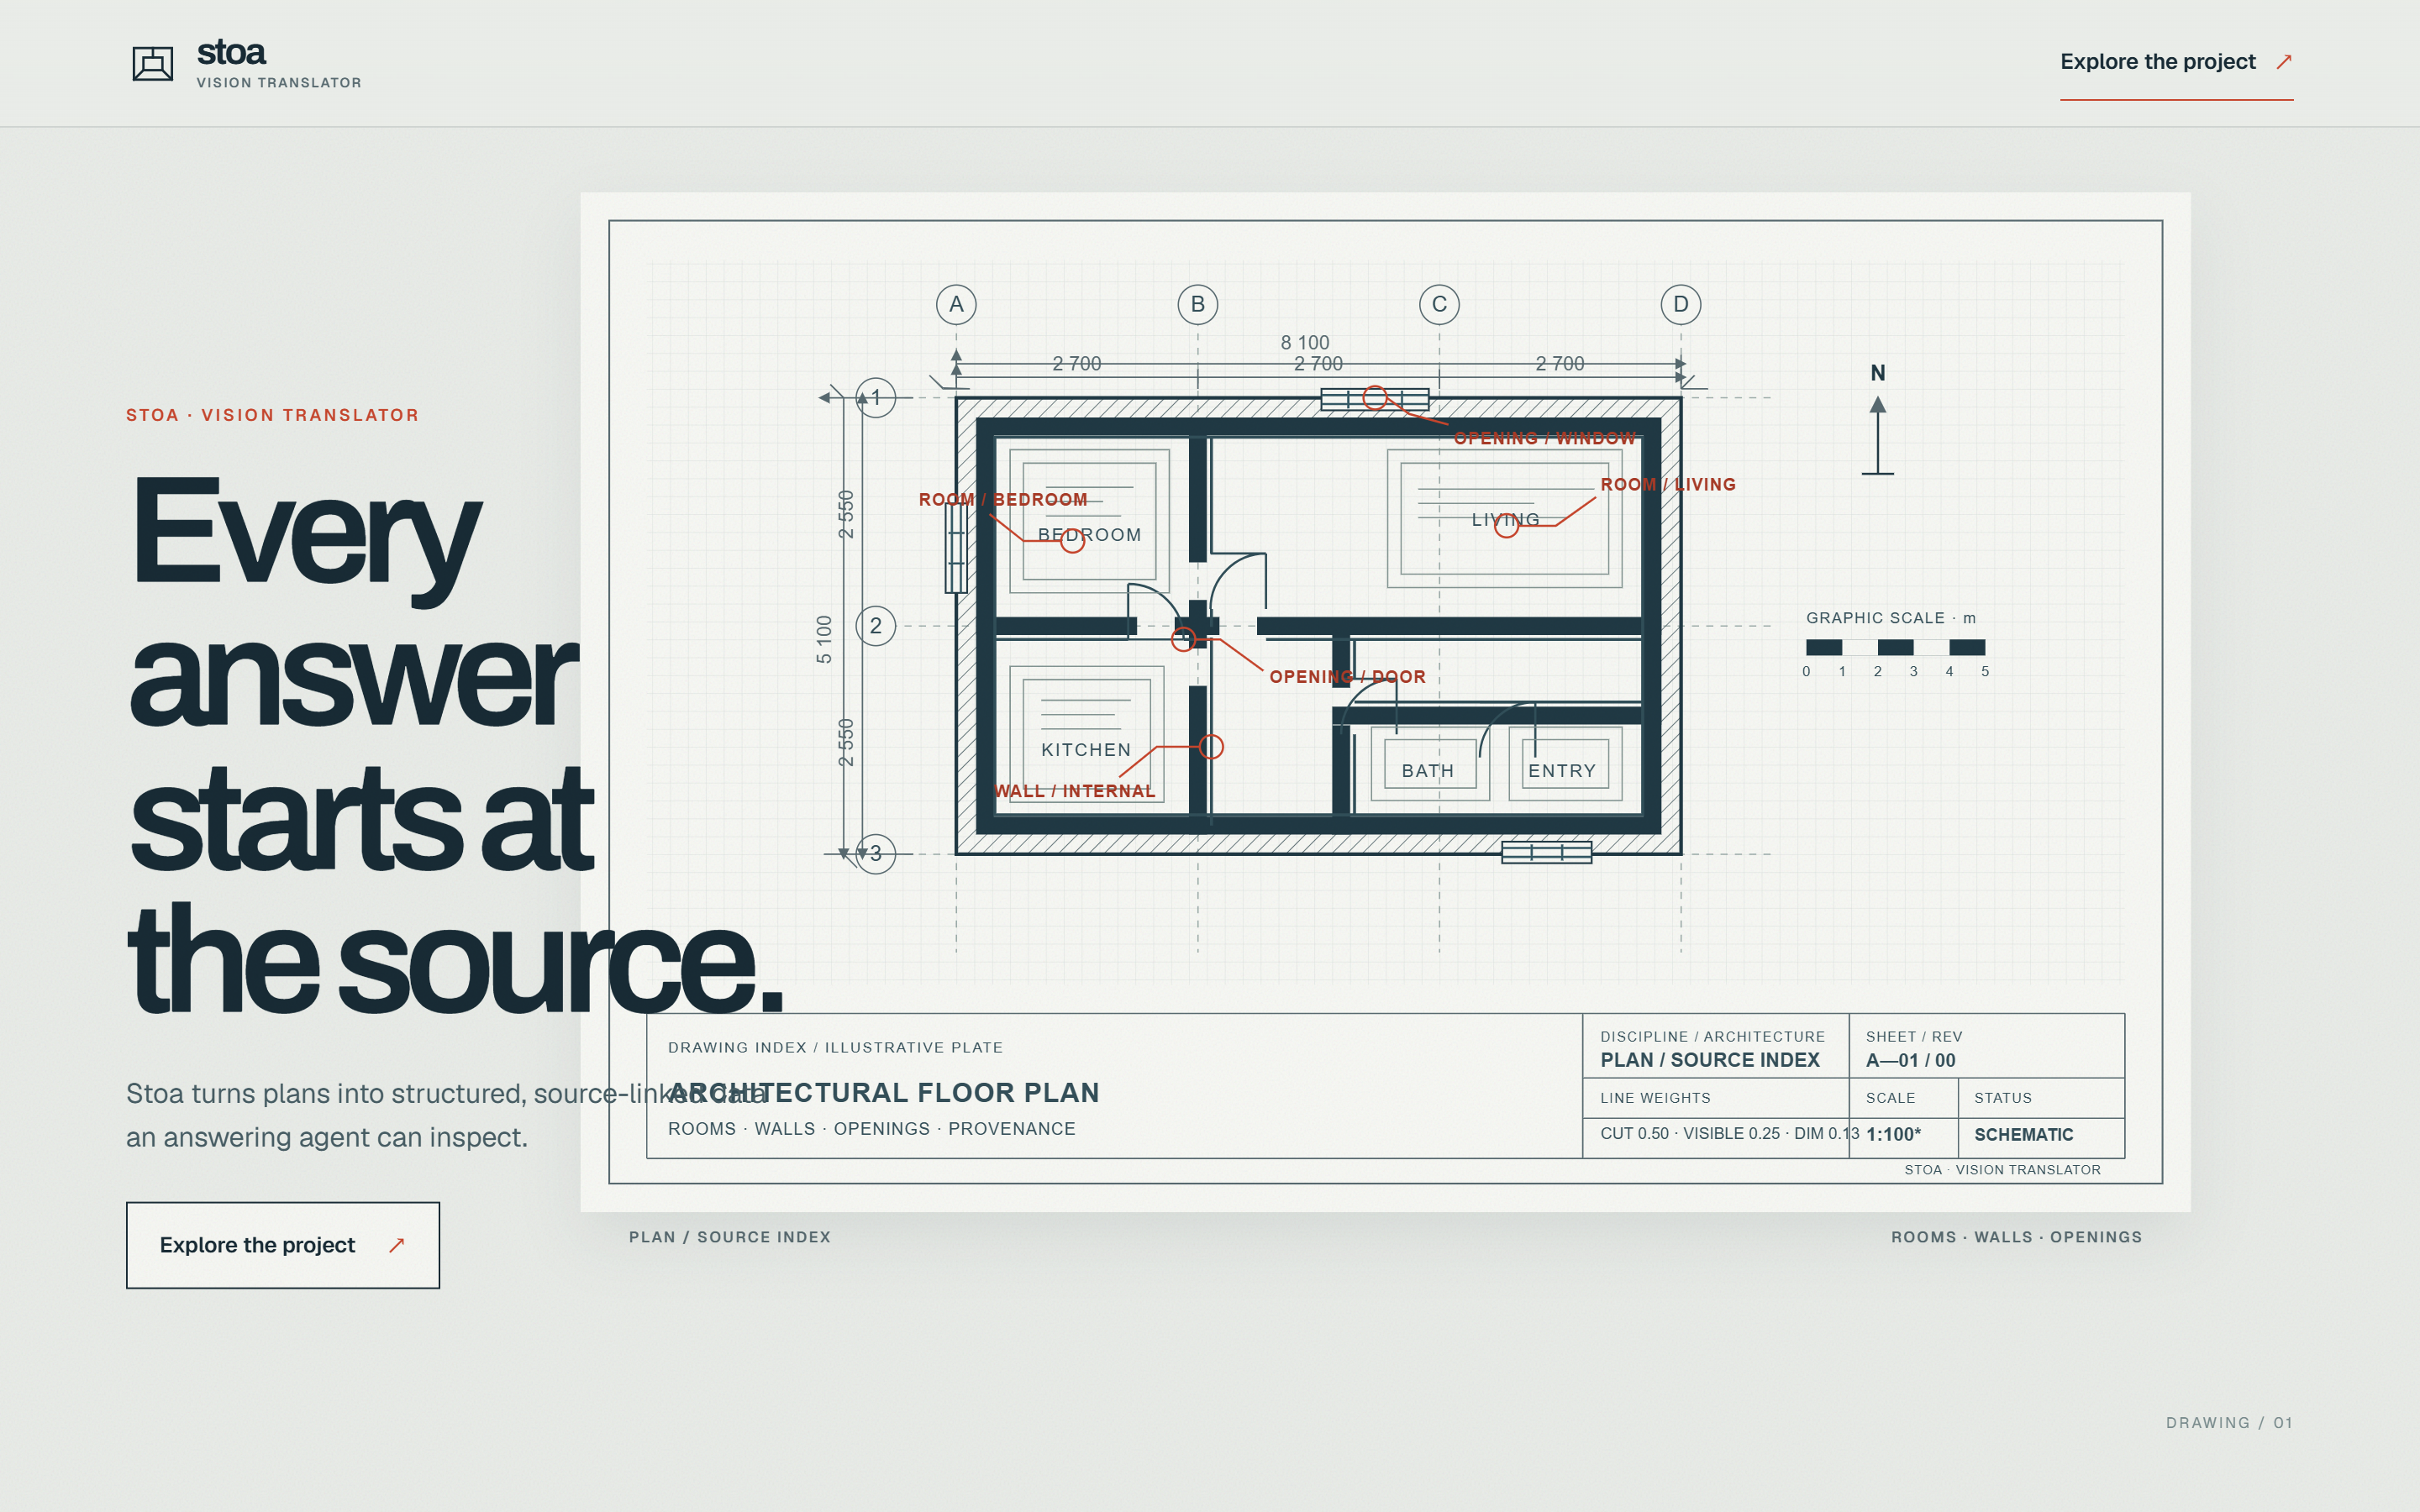 stoa
VISION TRANSLATOR
Explore the project ↗
STOA · VISION TRANSLATOR
Every
answer
starts at
the source.
Stoa turns plans into structured, source-linked data
an answering agent can inspect.
Explore the project ↗
A
B
C
D
8 100
2 700
2 700
2 700
1
2
3
2 550
5 100
2 550
N
OPENING / WINDOW
ROOM / BEDROOM
BEDROOM
ROOM / LIVING
LIVING
OPENING / DOOR
KITCHEN
WALL / INTERNAL
BATH
ENTRY
GRAPHIC SCALE · m
0 1 2 3 4 5
DRAWING INDEX / ILLUSTRATIVE PLATE
ARCHITECTURAL FLOOR PLAN
ROOMS · WALLS · OPENINGS · PROVENANCE
DISCIPLINE / ARCHITECTURE
PLAN / SOURCE INDEX
SHEET / REV
A—01 / 00
LINE WEIGHTS
CUT 0.50 · VISIBLE 0.25 · DIM 0.13
SCALE
1:100*
STATUS
SCHEMATIC
STOA · VISION TRANSLATOR
PLAN / SOURCE INDEX
ROOMS · WALLS · OPENINGS
DRAWING / 01